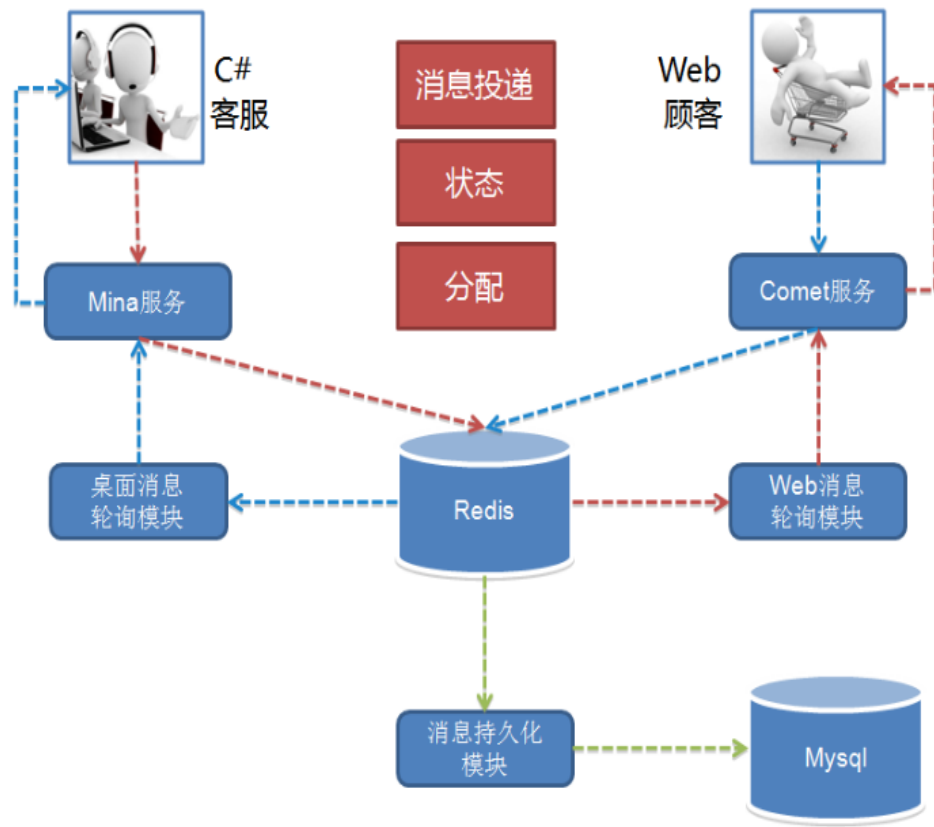 C#
客服
消息投递
Web
顾客
状态
分配
Mina服务
Comet服务
桌面消息
轮询模块
Redis
Web消息
轮询模块
消息持久化
模块
Mysql